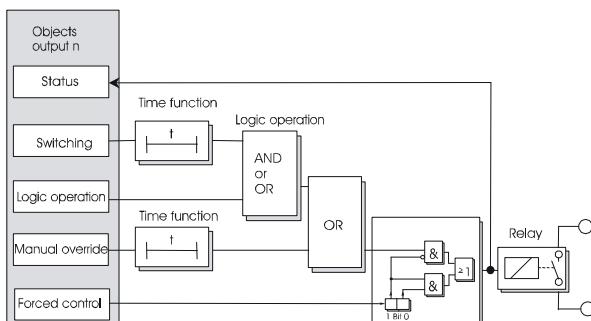 Objects
output n
Status
Time function
Switching
t
Logic operation
AND
or
OR
Logic operation
OR
Time function
Manual override
t
Relay
&
≥1
&
Forced control
1 Bit 0